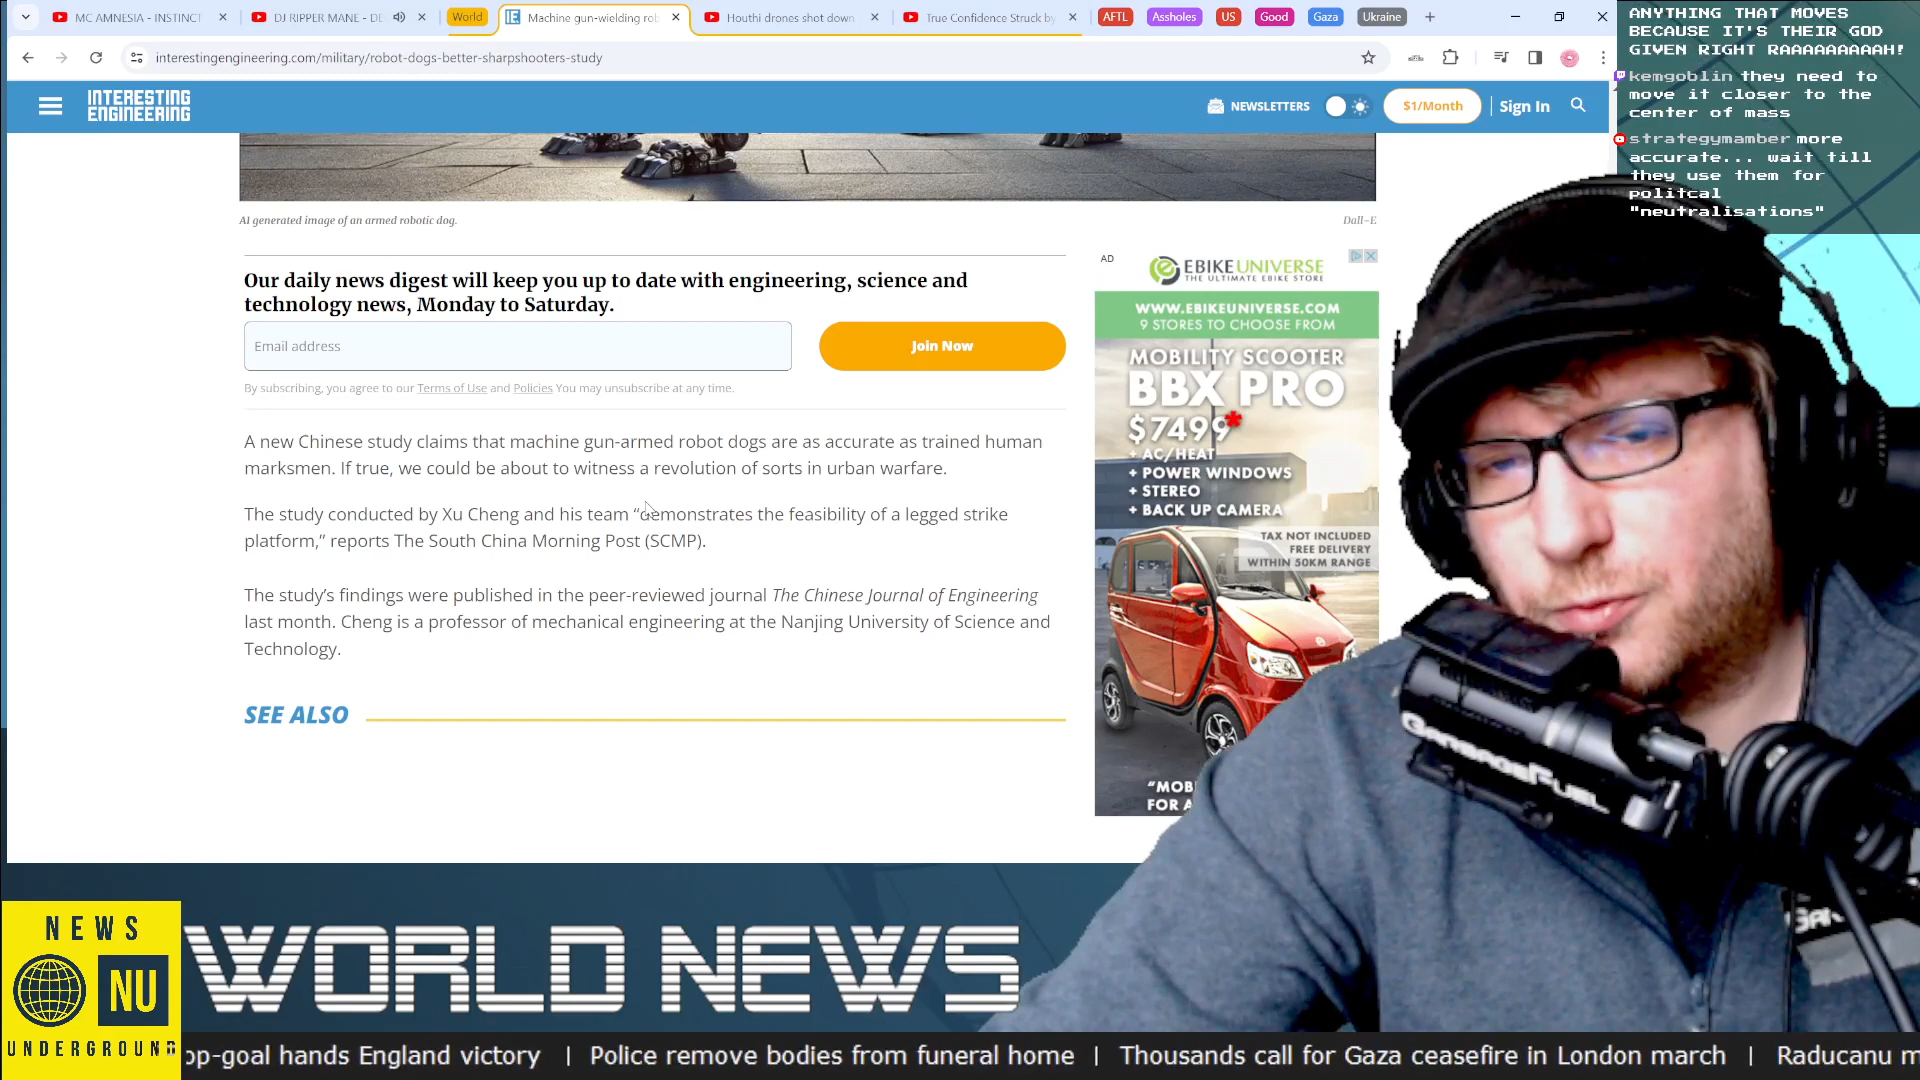 MC AMNESIA - INSTINCT
DJ RIPPER MANE - DE
World
Machine gun-wielding rob
Houthi drones shot down
True Confidence Struck by
AFTL
Assholes
US
Good
Gaza
Ukraine
interestingengineering.com/military/robot-dogs-better-sharpshooters-study
INTERESTING
ENGINEERING
NEWSLETTERS
$1/Month
Sign In
ANYTHING THAT MOVES
BECAUSE IT'S THEIR GOD
GIVEN RIGHT RAAAAAAAAAH!
kemgoblin they need to
move it closer to the
center of mass
strategymamber more
accurate... wait till
they use them for
politcal
"neutralisations"
AI generated image of an armed robotic dog.
Dall-E
Our daily news digest will keep you up to date with engineering, science and
technology news, Monday to Saturday.
Email address
Join Now
By subscribing, you agree to our Terms of Use and Policies You may unsubscribe at any time.
A new Chinese study claims that machine gun-armed robot dogs are as accurate as trained human
marksmen. If true, we could be about to witness a revolution of sorts in urban warfare.
The study conducted by Xu Cheng and his team “demonstrates the feasibility of a legged strike
platform,” reports The South China Morning Post (SCMP).
The study’s findings were published in the peer-reviewed journal The Chinese Journal of Engineering
last month. Cheng is a professor of mechanical engineering at the Nanjing University of Science and
Technology.
SEE ALSO
AD
EBIKE UNIVERSE
THE ULTIMATE EBIKE STORE
WWW.EBIKEUNIVERSE.COM
9 STORES TO CHOOSE FROM
MOBILITY SCOOTER
BBX PRO
$7499*
+ AC/HEAT
+ POWER WINDOWS
+ STEREO
+ BACK UP CAMERA
TAX NOT INCLUDED
FREE DELIVERY
WITHIN 50KM RANGE
"MOB
FOR A
NEWS
NU
UNDERGROUND
WORLD NEWS
op-goal hands England victory | Police remove bodies from funeral home | Thousands call for Gaza ceasefire in London march | Raducanu m